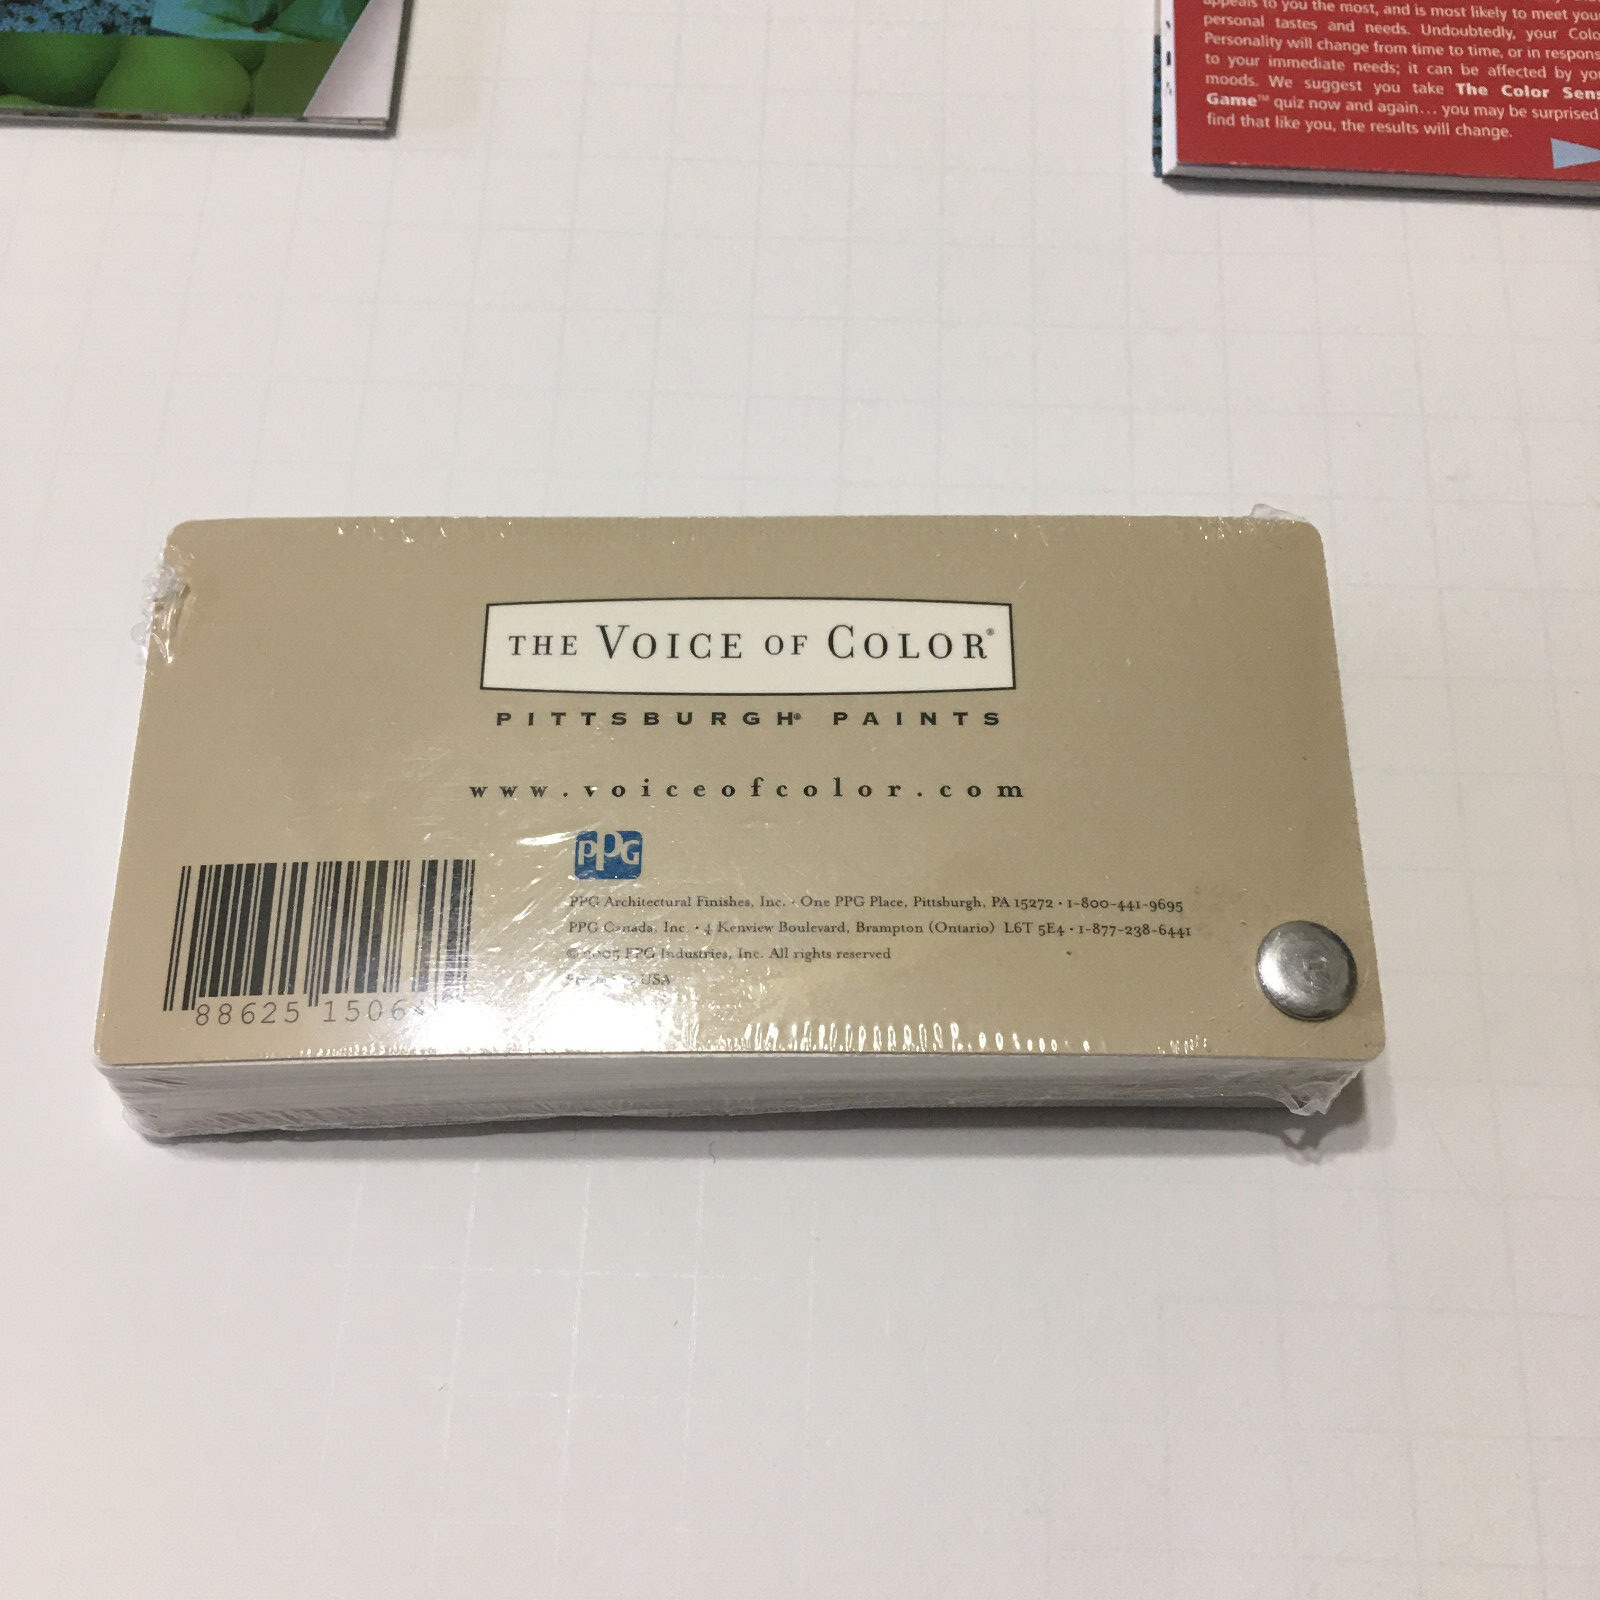 appeals to you the most, and is most likely to meet
personal tastes and needs. Undoubtedly, your
Personality will change from time to time, or in
to your immediate needs; it can be affected by
moods. We suggest you take The Color
Game™ quiz now and again... you may be surprised
find that like you, the results will change.
THE VOICE OF COLOR®
PITTSBURGH® PAINTS
www.voiceofcolor.com
PPG
PPG Architectural Finishes, Inc. · One PPG Place, Pittsburgh, PA 15272 • 1-800-441-9695
PPG Canada, Inc. • 4 Kenview Boulevard, Brampton (Ontario) L6T 5E4 • 1-877-238-6441
© 2005 PPG Industries, Inc. All rights reserved
USA
88625 1506